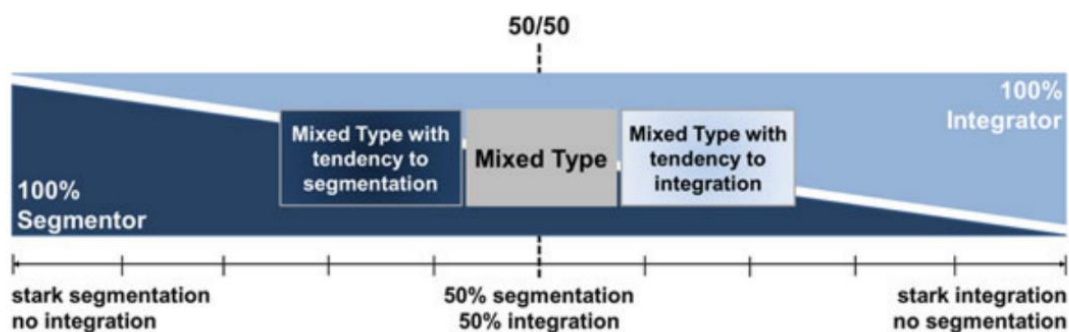 50/50
100%
Integrator
Mixed Type with
tendency to
segmentation
Mixed Type
Mixed Type with
tendency to
integration
100%
Segmentor
stark segmentation
no integration
50% segmentation
50% integration
stark integration
no segmentation